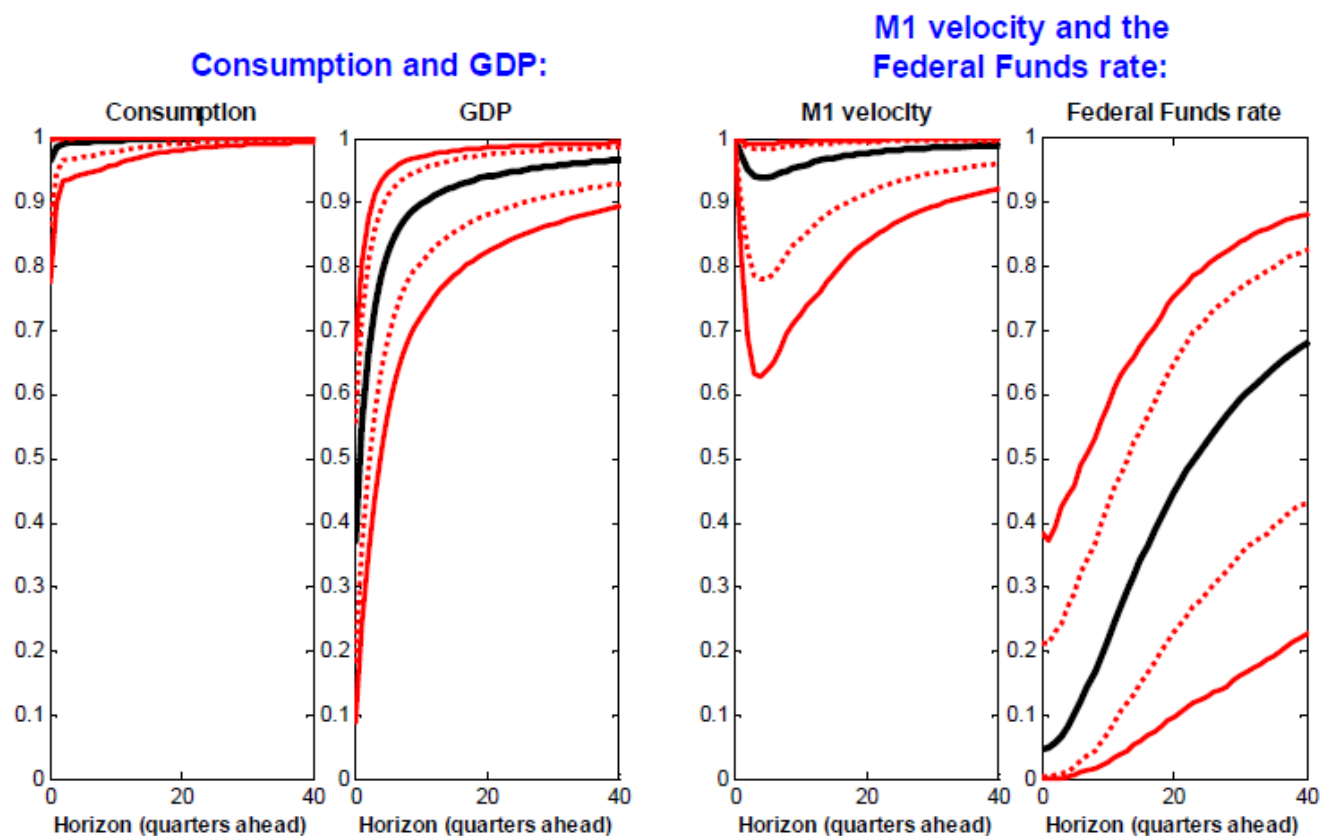 Consumption and GDP:
M1 velocity and the
Federal Funds rate:
Consumption
GDP
M1 velocity
Federal Funds rate
1
0.9
0.8
0.7
0.6
0.5
0.4
0.3
0.2
0.1
0
0 20 40
Horizon (quarters ahead)
1
0.9
0.8
0.7
0.6
0.5
0.4
0.3
0.2
0.1
0
0 20 40
Horizon (quarters ahead)
1
0.9
0.8
0.7
0.6
0.5
0.4
0.3
0.2
0.1
0
0 20 40
Horizon (quarters ahead)
1
0.9
0.8
0.7
0.6
0.5
0.4
0.3
0.2
0.1
0
0 20 40
Horizon (quarters ahead)